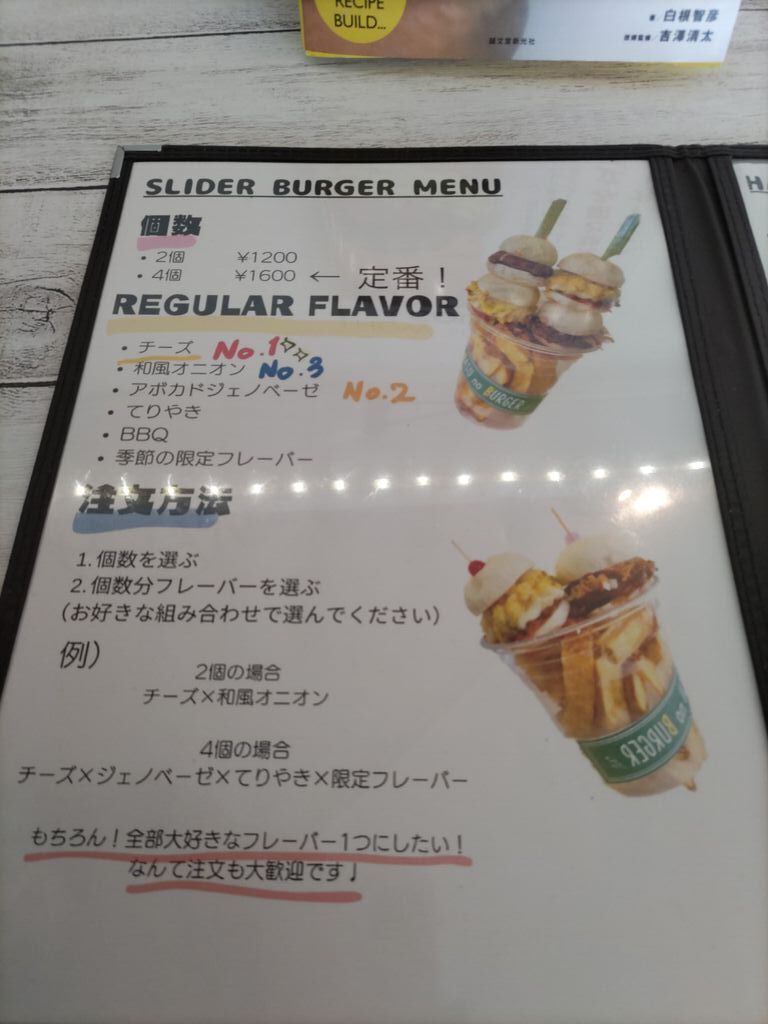 RECIPE
BUILD...
白根智彦
吉澤清太
誠文堂新光社
SLIDER BURGER MENU
個数
・2個 ¥1200
・4個 ¥1600 ← 定番!
REGULAR FLAVOR
・チーズ No.1
・和風オニオン No.3
・アボカドジェノベーゼ No.2
・てりやき
・BBQ
・季節の限定フレーバー
注文方法
1.個数を選ぶ
2.個数分フレーバーを選ぶ
(お好きな組み合わせで選んでください)
例)
2個の場合
チーズ×和風オニオン
4個の場合
チーズ×ジェノベーゼ×てりやき×限定フレーバー
もちろん!全部大好きなフレーバー1つにしたい!
なんて注文も大歓迎です♩
no BURGER
BURGER
H